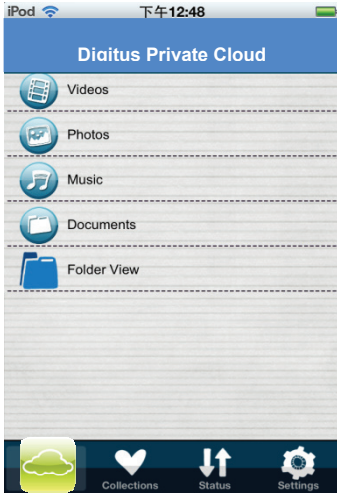 iPod 下午12:48
Digitus Private Cloud
Videos
Photos
Music
Documents
Folder View
Collections Status Settings